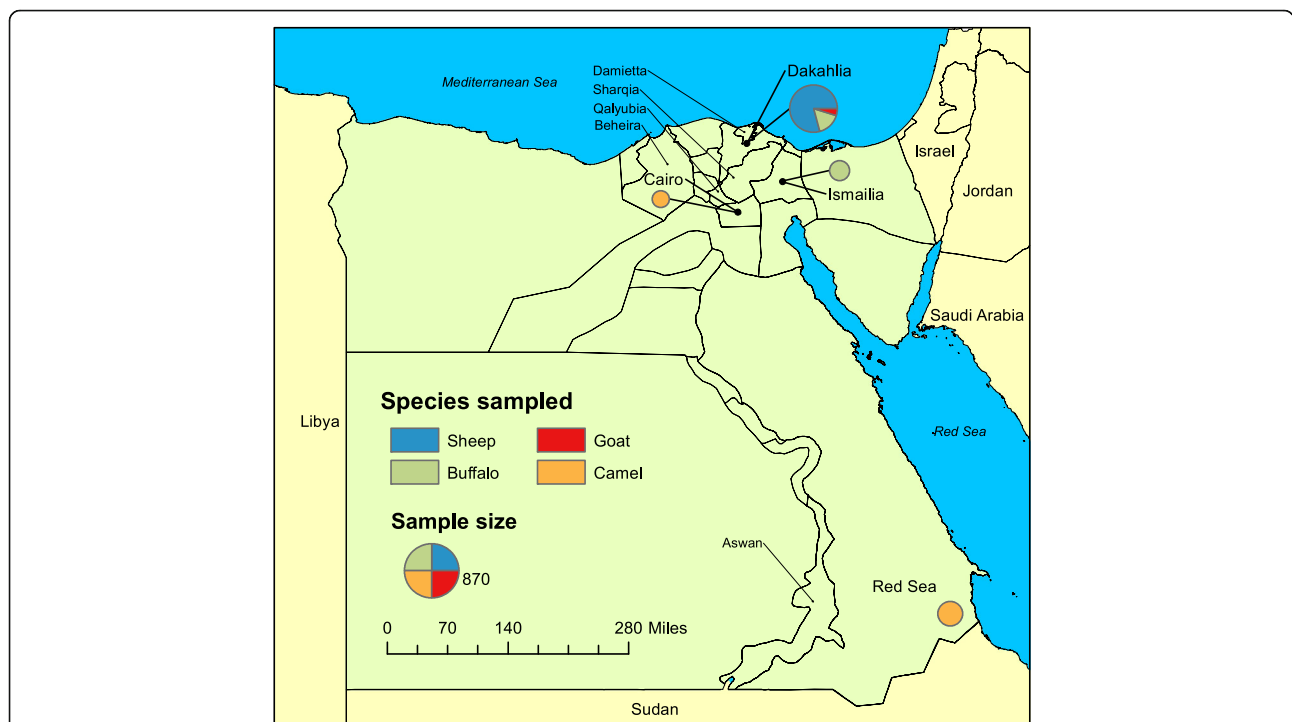 Mediterranean Sea
Damietta
Sharqia
Qalyubia
Beheira
Dakahlia
Cairo
Ismailia
Israel
Jordan
Saudi Arabia
Libya
Red Sea
Species sampled
Sheep
Goat
Buffalo
Camel
Sample size
870
0 70 140 280 Miles
Aswan
Red Sea
Sudan